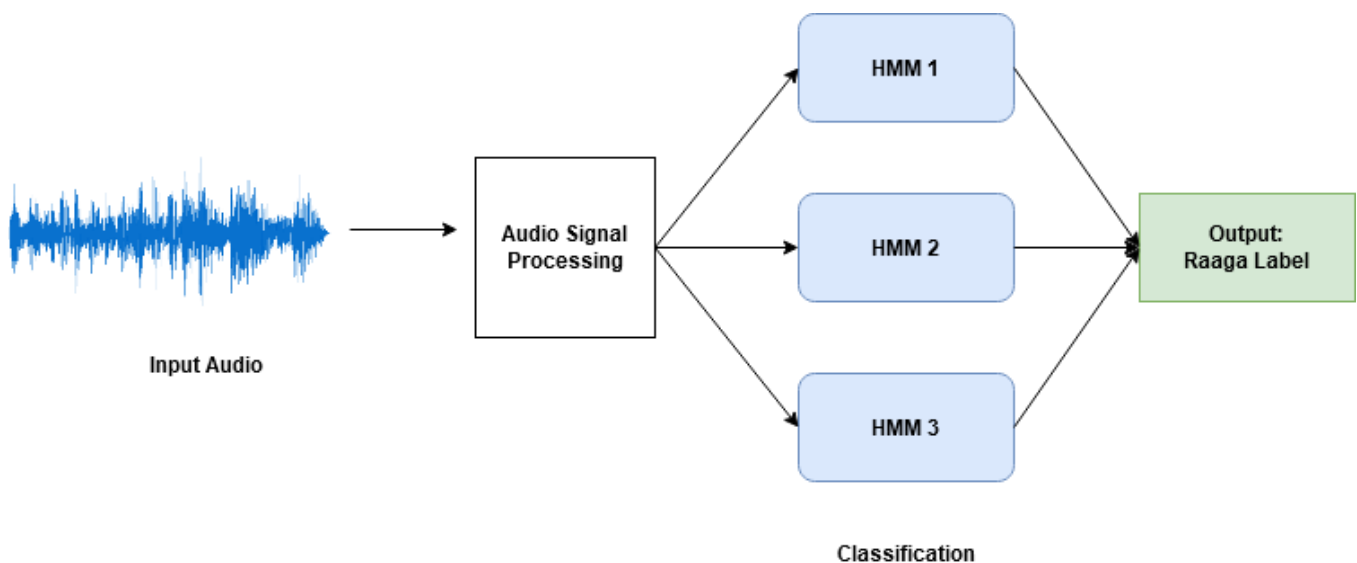 Input Audio
Audio Signal
Processing
HMM 1
HMM 2
HMM 3
Classification
Output:
Raaga Label